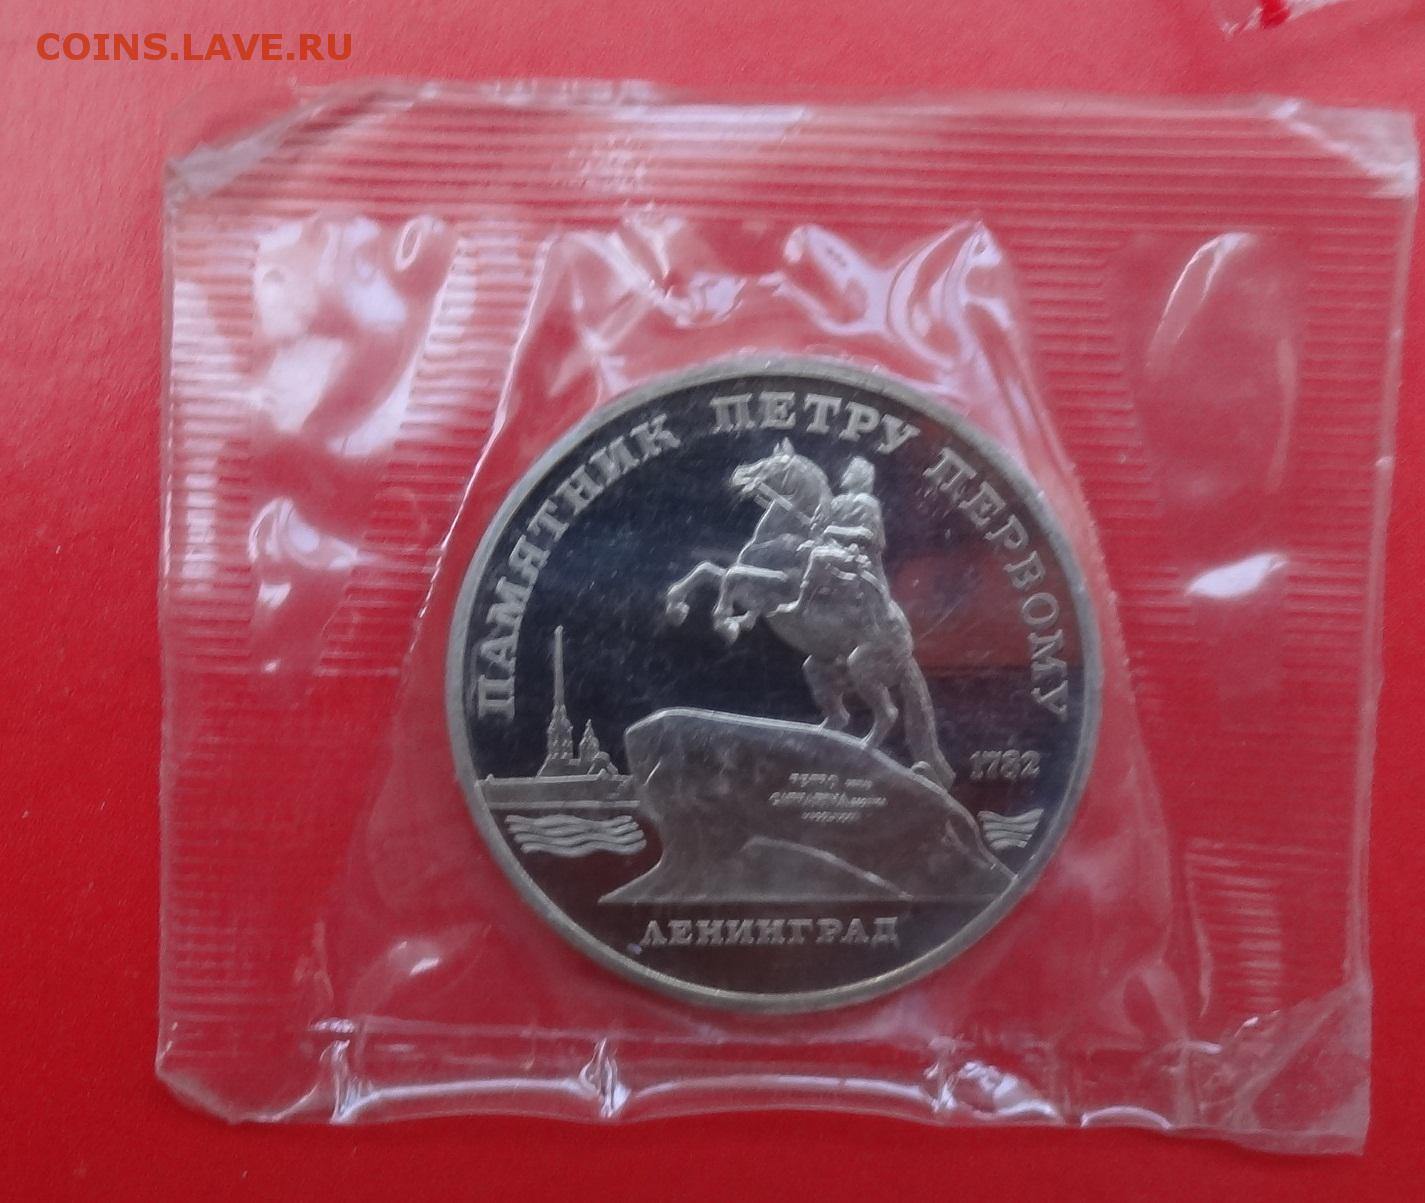 COINS.LAVE.RU
ПАМЯТНИК ПЕТРУ ПЕРВОМУ
1782
ЛЕНИНГРАД